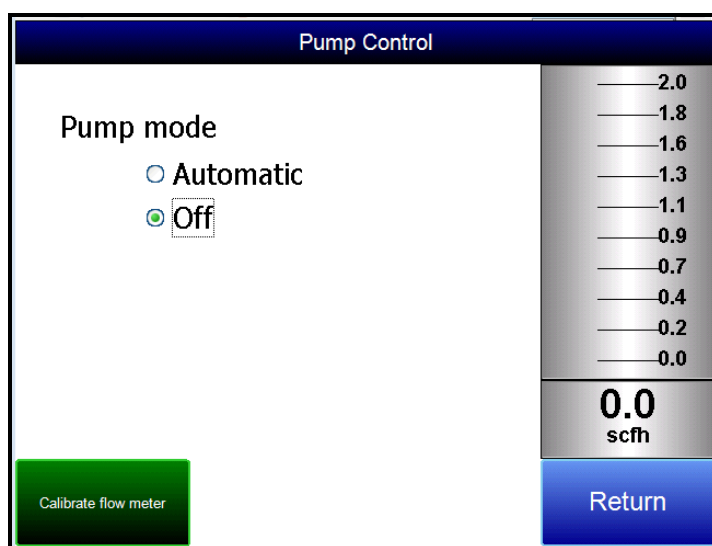 Pump Control
Pump mode
Automatic
Off
2.0
1.8
1.6
1.3
1.1
0.9
0.7
0.4
0.2
0.0
0.0
scfh
Calibrate flow meter
Return